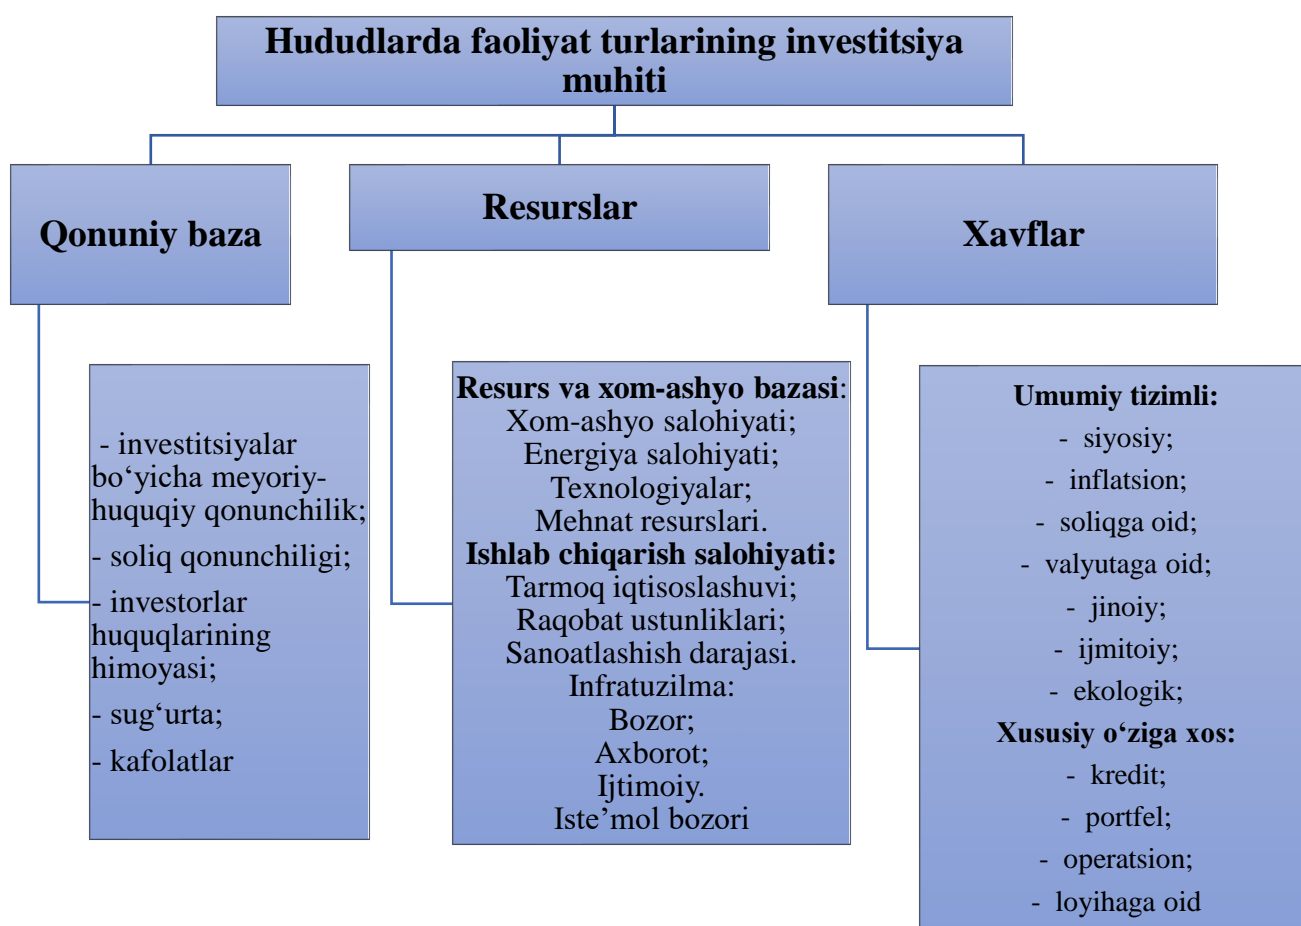 Hududlarda faoliyat turlarining investitsiya
muhiti
Qonuniy baza
Resurslar
Xavflar
- investitsiyalar
bo‘yicha meyoriy-
huquqiy qonunchilik;
- soliq qonunchiligi;
- investorlar
huquqlarining
himoyasi;
- sug‘urta;
- kafolatlar
Resurs va xom-ashyo bazasi:
Xom-ashyo salohiyati;
Energiya salohiyati;
Texnologiyalar;
Mehnat resurslari.
Ishlab chiqarish salohiyati:
Tarmoq iqtisoslashuvi;
Raqobat ustunliklari;
Sanoatlashish darajasi.
Infratuzilma:
Bozor;
Axborot;
Ijtimoiy.
Iste’mol bozori
Umumiy tizimli:
- siyosiy;
- inflatsion;
- soliqga oid;
- valyutaga oid;
- jinoiy;
- ijmitoiy;
- ekologik;
Xususiy o‘ziga xos:
- kredit;
- portfel;
- operatsion;
- loyihaga oid